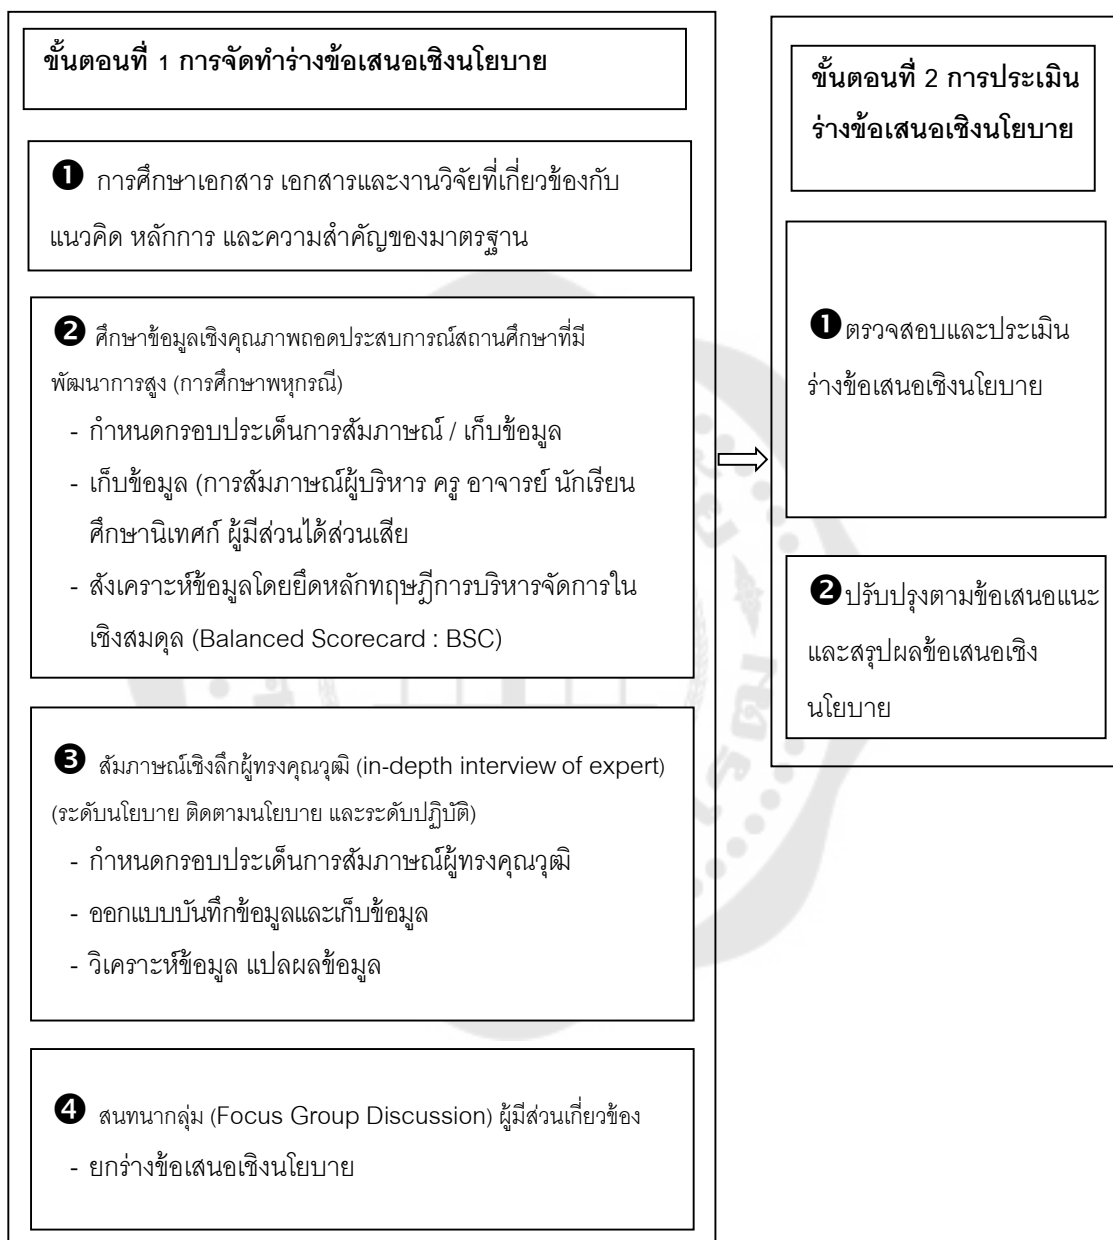 ขั้นตอนที่ 1 การจัดทำร่างข้อเสนอเชิงนโยบาย
❶ การศึกษาเอกสาร เอกสารและงานวิจัยที่เกี่ยวข้องกับ
แนวคิด หลักการ และความสำคัญของมาตรฐาน
❷ ศึกษาข้อมูลเชิงคุณภาพถอดประสบการณ์สถานศึกษาที่มี
พัฒนาการสูง (การศึกษาพหุกรณี)
- กำหนดกรอบประเด็นการสัมภาษณ์ / เก็บข้อมูล
- เก็บข้อมูล (การสัมภาษณ์ผู้บริหาร ครู อาจารย์ นักเรียน
ศึกษานิเทศก์ ผู้มีส่วนได้ส่วนเสีย
- สังเคราะห์ข้อมูลโดยยึดหลักทฤษฎีการบริหารจัดการใน
เชิงสมดุล (Balanced Scorecard : BSC)
❸ สัมภาษณ์เชิงลึกผู้ทรงคุณวุฒิ (in-depth interview of expert)
(ระดับนโยบาย ติดตามนโยบาย และระดับปฏิบัติ)
- กำหนดกรอบประเด็นการสัมภาษณ์ผู้ทรงคุณวุฒิ
- ออกแบบบันทึกข้อมูลและเก็บข้อมูล
- วิเคราะห์ข้อมูล แปลผลข้อมูล
❹ สนทนากลุ่ม (Focus Group Discussion) ผู้มีส่วนเกี่ยวข้อง
- ยกร่างข้อเสนอเชิงนโยบาย
ขั้นตอนที่ 2 การประเมิน
ร่างข้อเสนอเชิงนโยบาย
❶ตรวจสอบและประเมิน
ร่างข้อเสนอเชิงนโยบาย
❷ปรับปรุงตามข้อเสนอแนะ
และสรุปผลข้อเสนอเชิง
นโยบาย